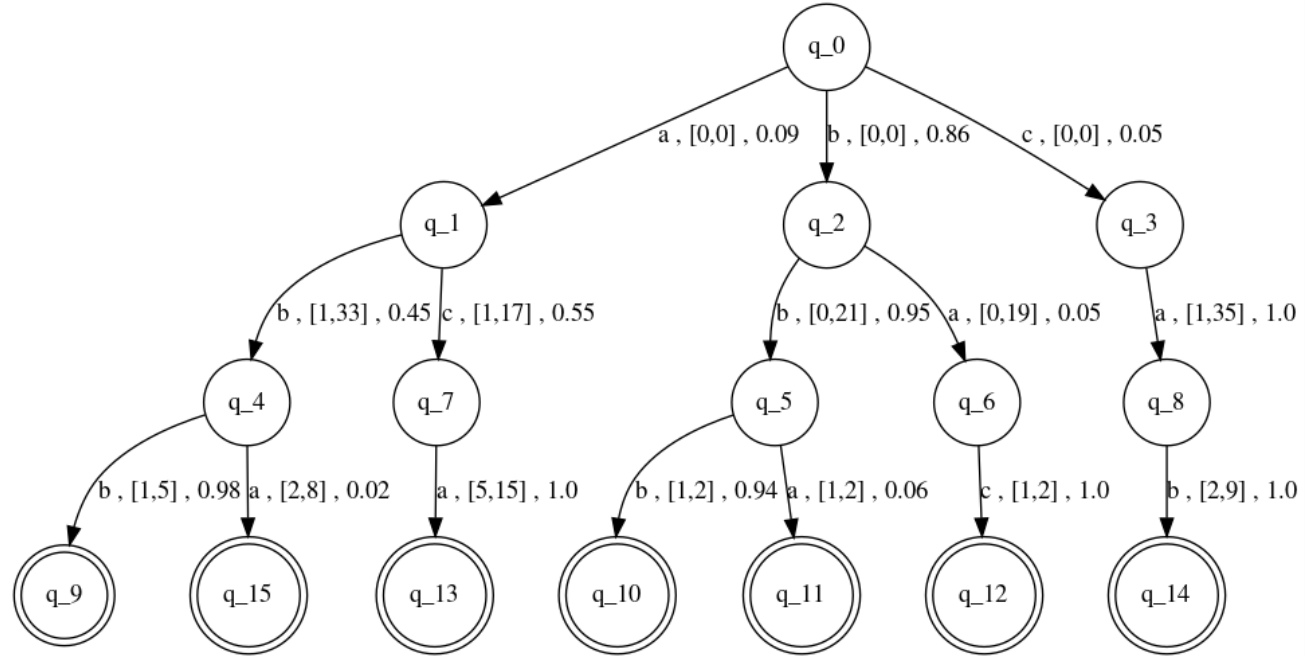 q_0
a , [0,0] , 0.09
b , [0,0] , 0.86
c , [0,0] , 0.05
q_1
q_2
q_3
b , [1,33] , 0.45
c , [1,17] , 0.55
b , [0,21] , 0.95
a , [0,19] , 0.05
a , [1,35] , 1.0
q_4
q_7
q_5
q_6
q_8
b , [1,5] , 0.98
a , [2,8] , 0.02
a , [5,15] , 1.0
b , [1,2] , 0.94
a , [1,2] , 0.06
c , [1,2] , 1.0
b , [2,9] , 1.0
q_9
q_15
q_13
q_10
q_11
q_12
q_14